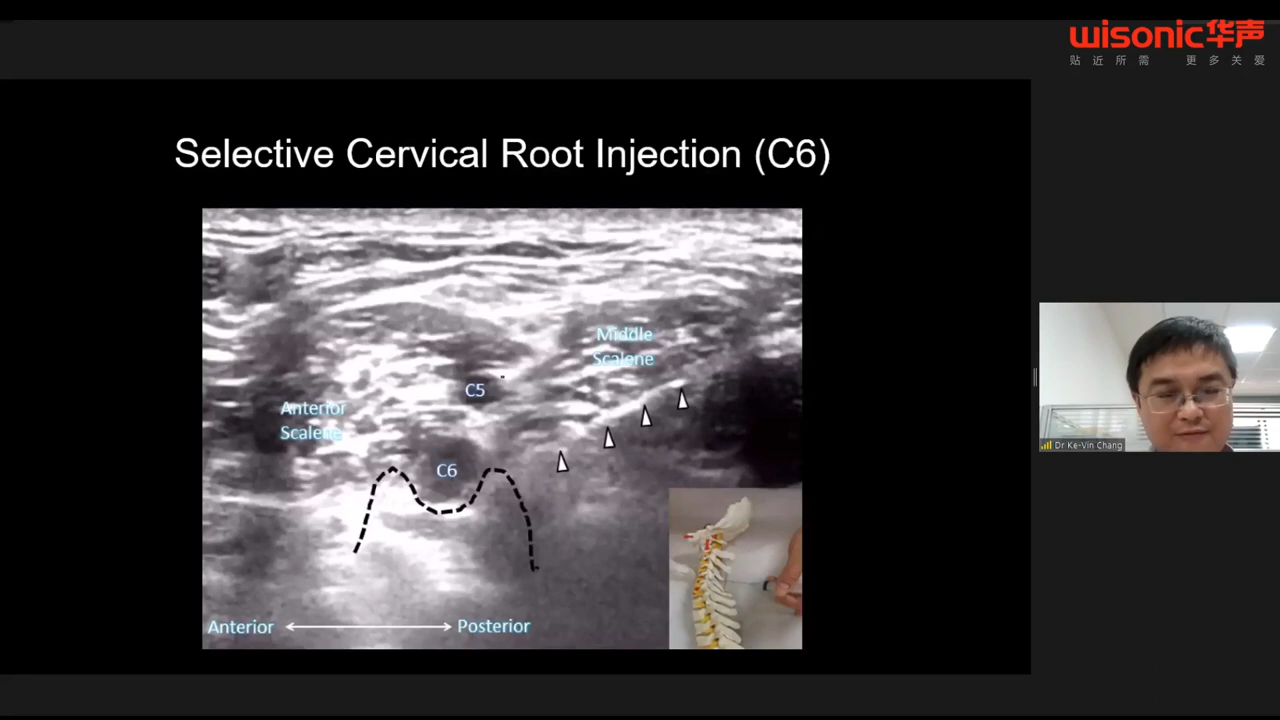 wisonic华声
贴近所需 更多关爱
Selective Cervical Root Injection (C6)
Middle
Scalene
C5
Anterior
Scalene
C6
Anterior
Posterior
Dr Ke-Vin Chang